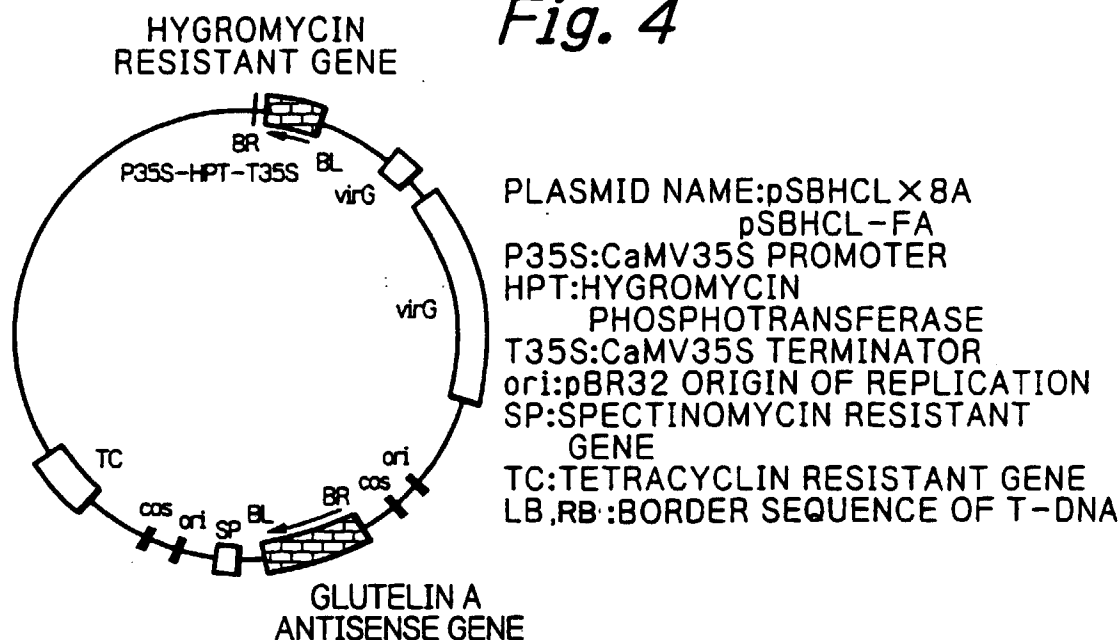 Fig. 4
HYGROMYCIN
RESISTANT GENE
BR
BL
P35S-HPT-T35S
virG
virG
PLASMID NAME:pSBHCL×8A
pSBHCL-FA
P35S:CaMV35S PROMOTER
HPT:HYGROMYCIN
PHOSPHOTRANSFERASE
T35S:CaMV35S TERMINATOR
ori:pBR32 ORIGIN OF REPLICATION
SP:SPECTINOMYCIN RESISTANT
GENE
TC:TETRACYCLIN RESISTANT GENE
LB,RB:BORDER SEQUENCE OF T-DNA
TC
cos
ori
SP
BL
BR
cos
ori
GLUTELIN A
ANTISENSE GENE